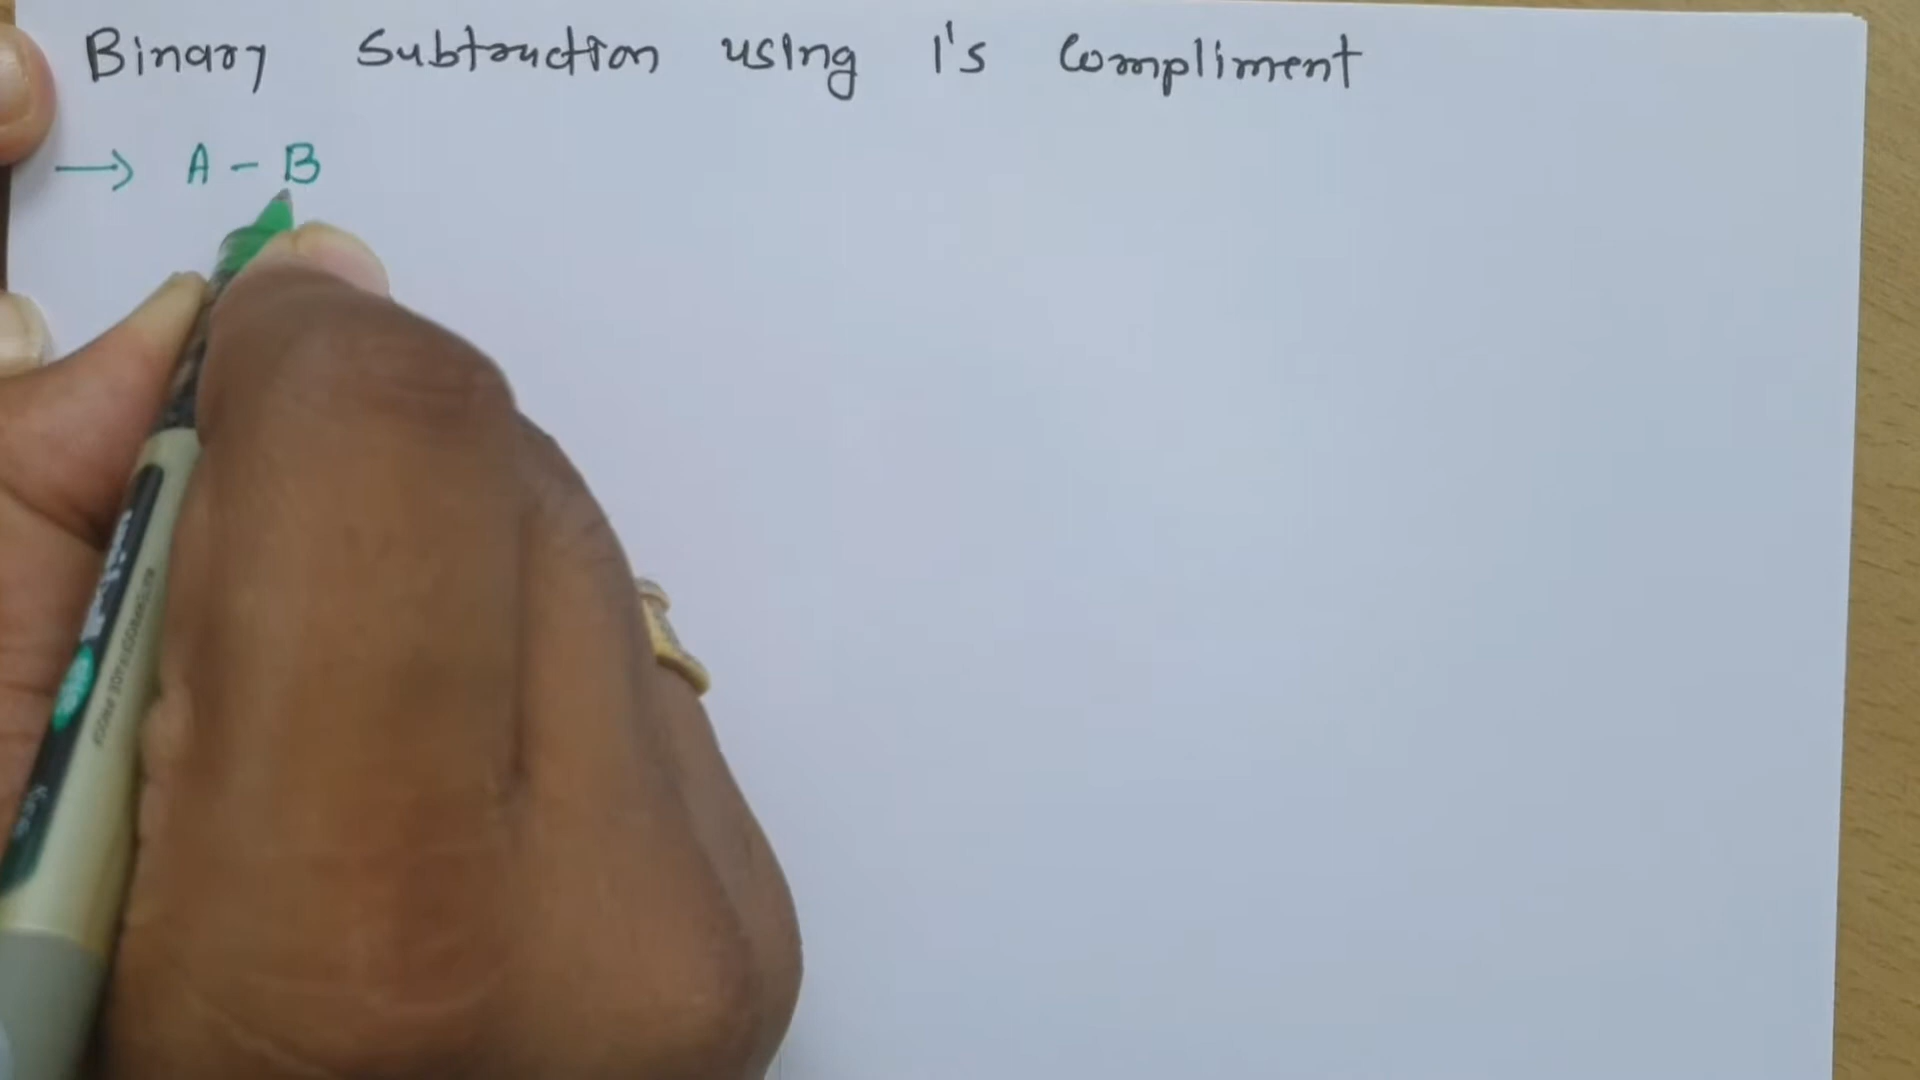 Binary Subtraction using 1's Compliment
→ A - B